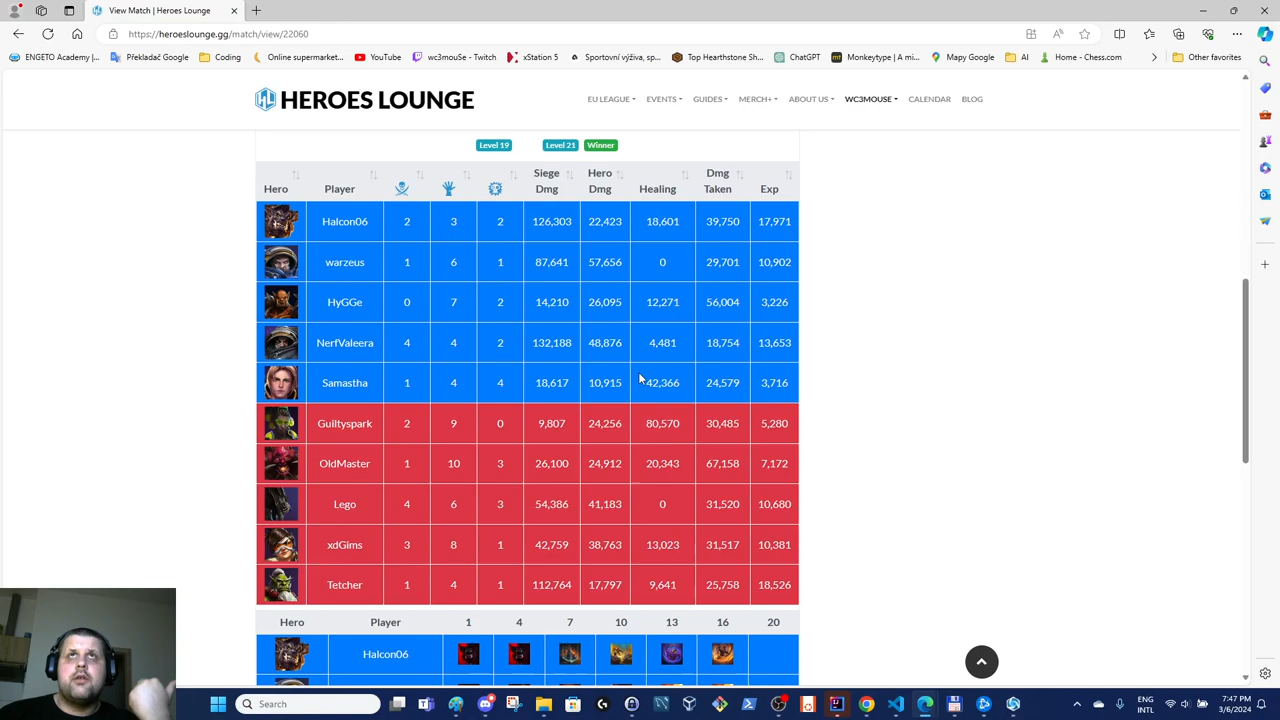 View Match | Heroes Lounge
https://heroeslounge.gg/match/view/22060
ENGETO Academy |... Překladač Google Coding Online supermarket... YouTube wc3mouSe - Twitch xStation 5 Sportovní výživa, sp... Top Hearthstone Sh... ChatGPT Monkeytype | A mi... Mapy Google AI Home - Chess.com
HEROES LOUNGE
EU LEAGUE EVENTS GUIDES MERCH+ ABOUT US WC3MOUSE CALENDAR BLOG
Level 19 Level 21 Winner
Hero Player Siege Dmg Hero Dmg Healing Dmg Taken Exp
Halcon06 2 3 2 126,303 22,423 18,601 39,750 17,971
warzeus 1 6 1 87,641 57,656 0 29,701 10,902
HyGGe 0 7 2 14,210 26,095 12,271 56,004 3,226
NerfValeera 4 4 2 132,188 48,876 4,481 18,754 13,653
Samastha 1 4 4 18,617 10,915 42,366 24,579 3,716
Guiltyspark 2 9 0 9,807 24,256 80,570 30,485 5,280
OldMaster 1 10 3 26,100 24,912 20,343 67,158 7,172
Lego 4 6 3 54,386 41,183 0 31,520 10,680
xdGims 3 8 1 42,759 38,763 13,023 31,517 10,381
Tetcher 1 4 1 112,764 17,797 9,641 25,758 18,526
Hero Player 1 4 7 10 13 16 20
Halcon06
Search
ENG
INTL
7:47 PM
3/6/2024